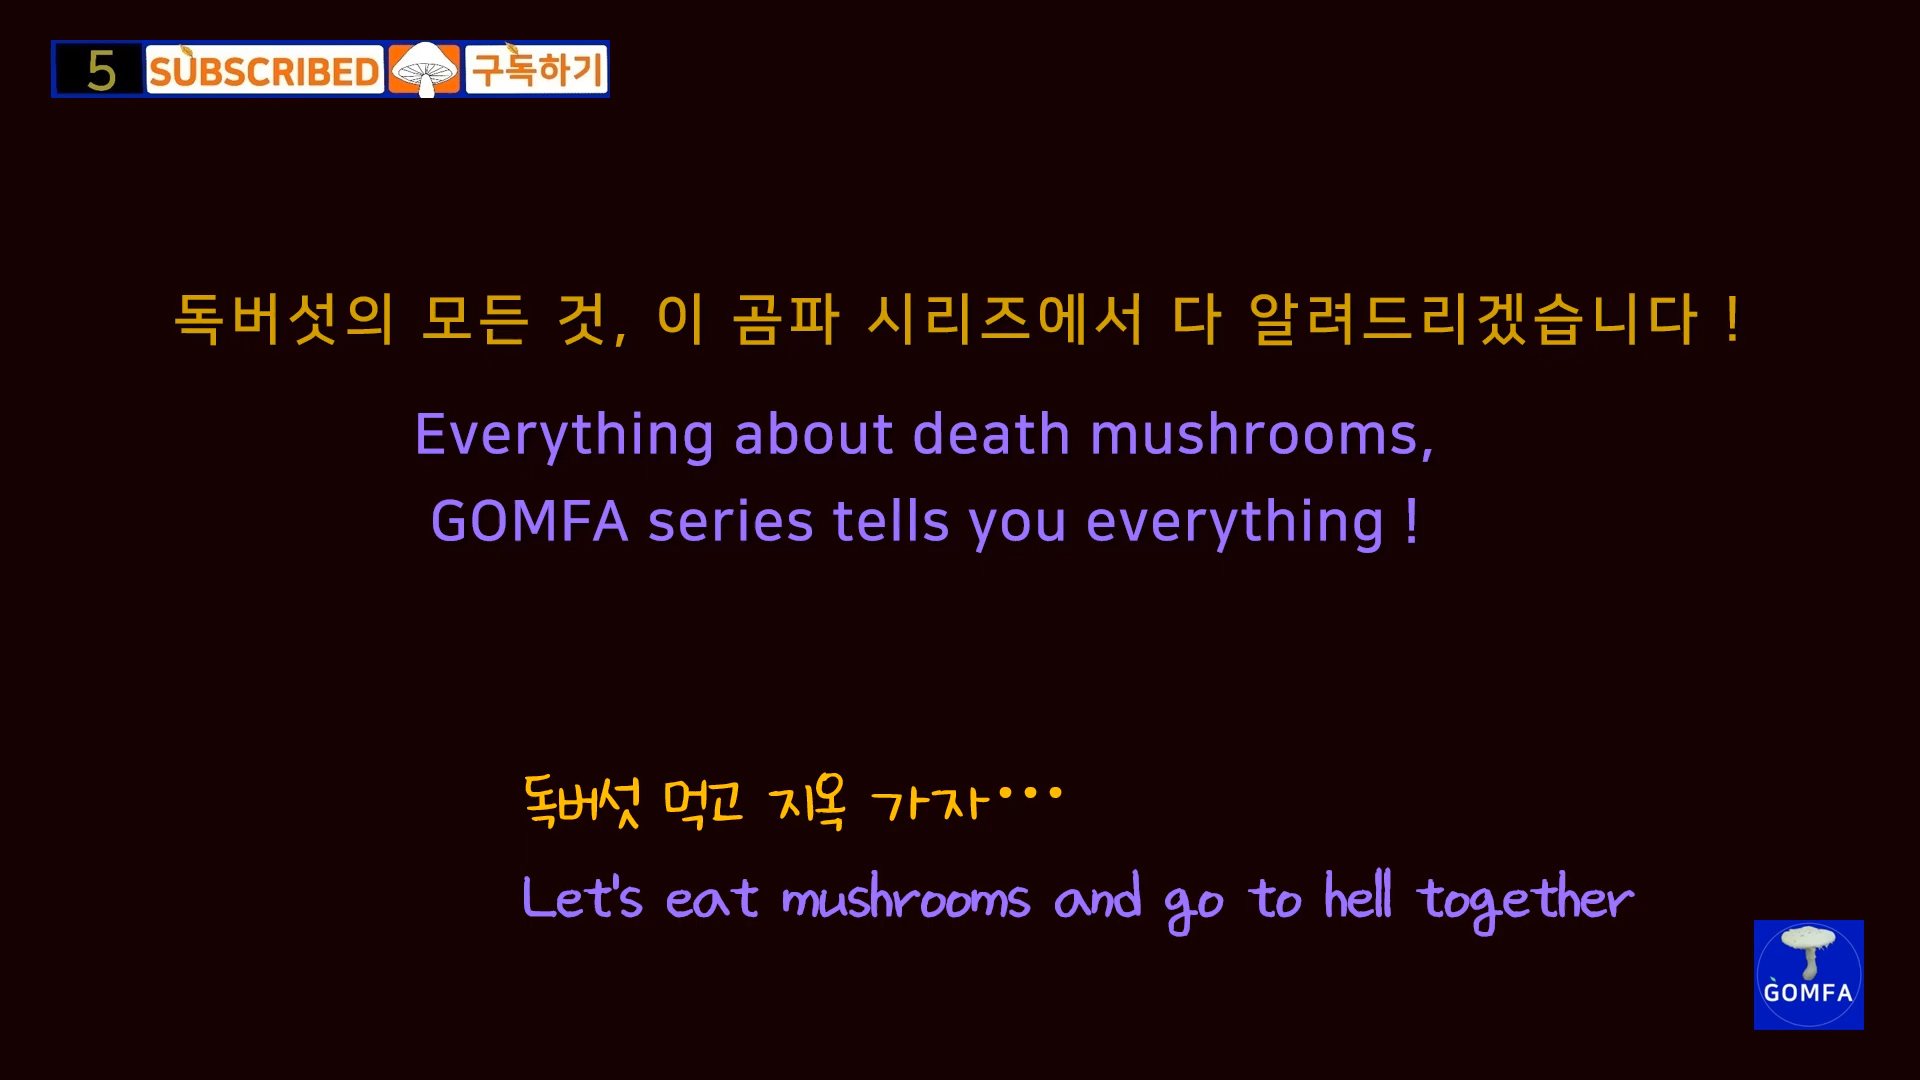 5 SUBSCRIBED 구독하기
독버섯의 모든 것, 이 곰파 시리즈에서 다 알려드리겠습니다 !
Everything about death mushrooms,
GOMFA series tells you everything !
독버섯 먹고 지옥 가자···
Let's eat mushrooms and go to hell together
GOMFA